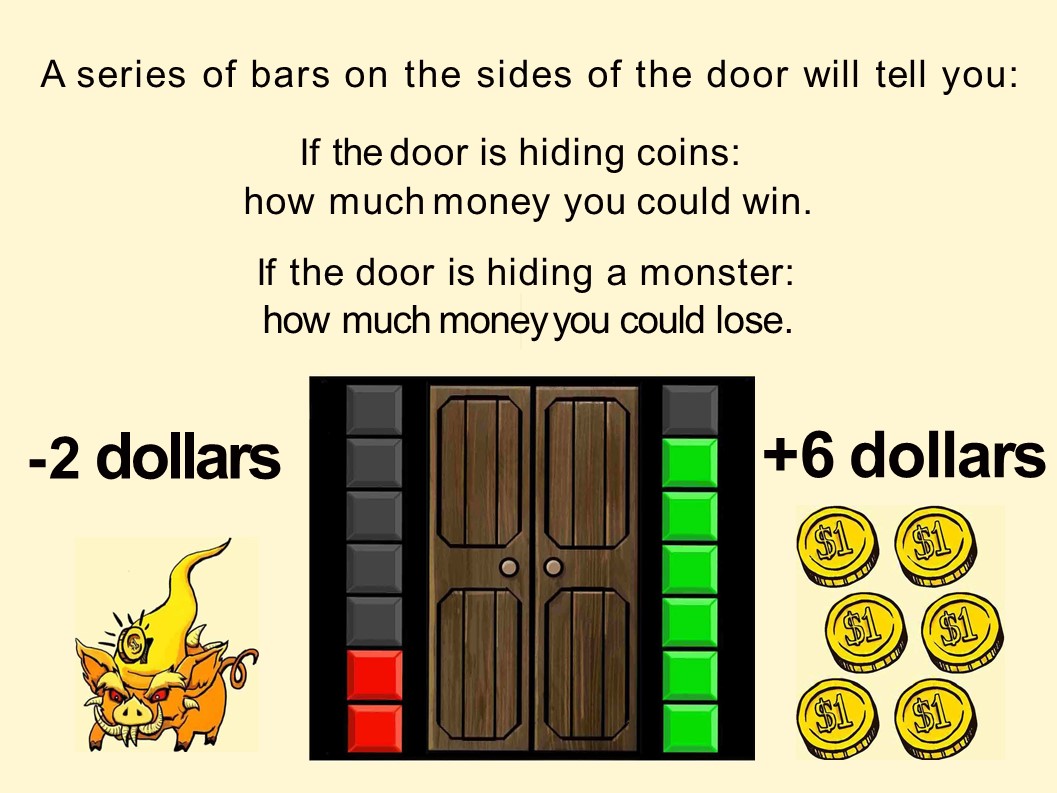 A series of bars on the sides of the door will tell you:
If the door is hiding coins:
how much money you could win.
If the door is hiding a monster:
how much money you could lose.
-2 dollars
+6 dollars
$1 $1
$1 $1
$1 $1